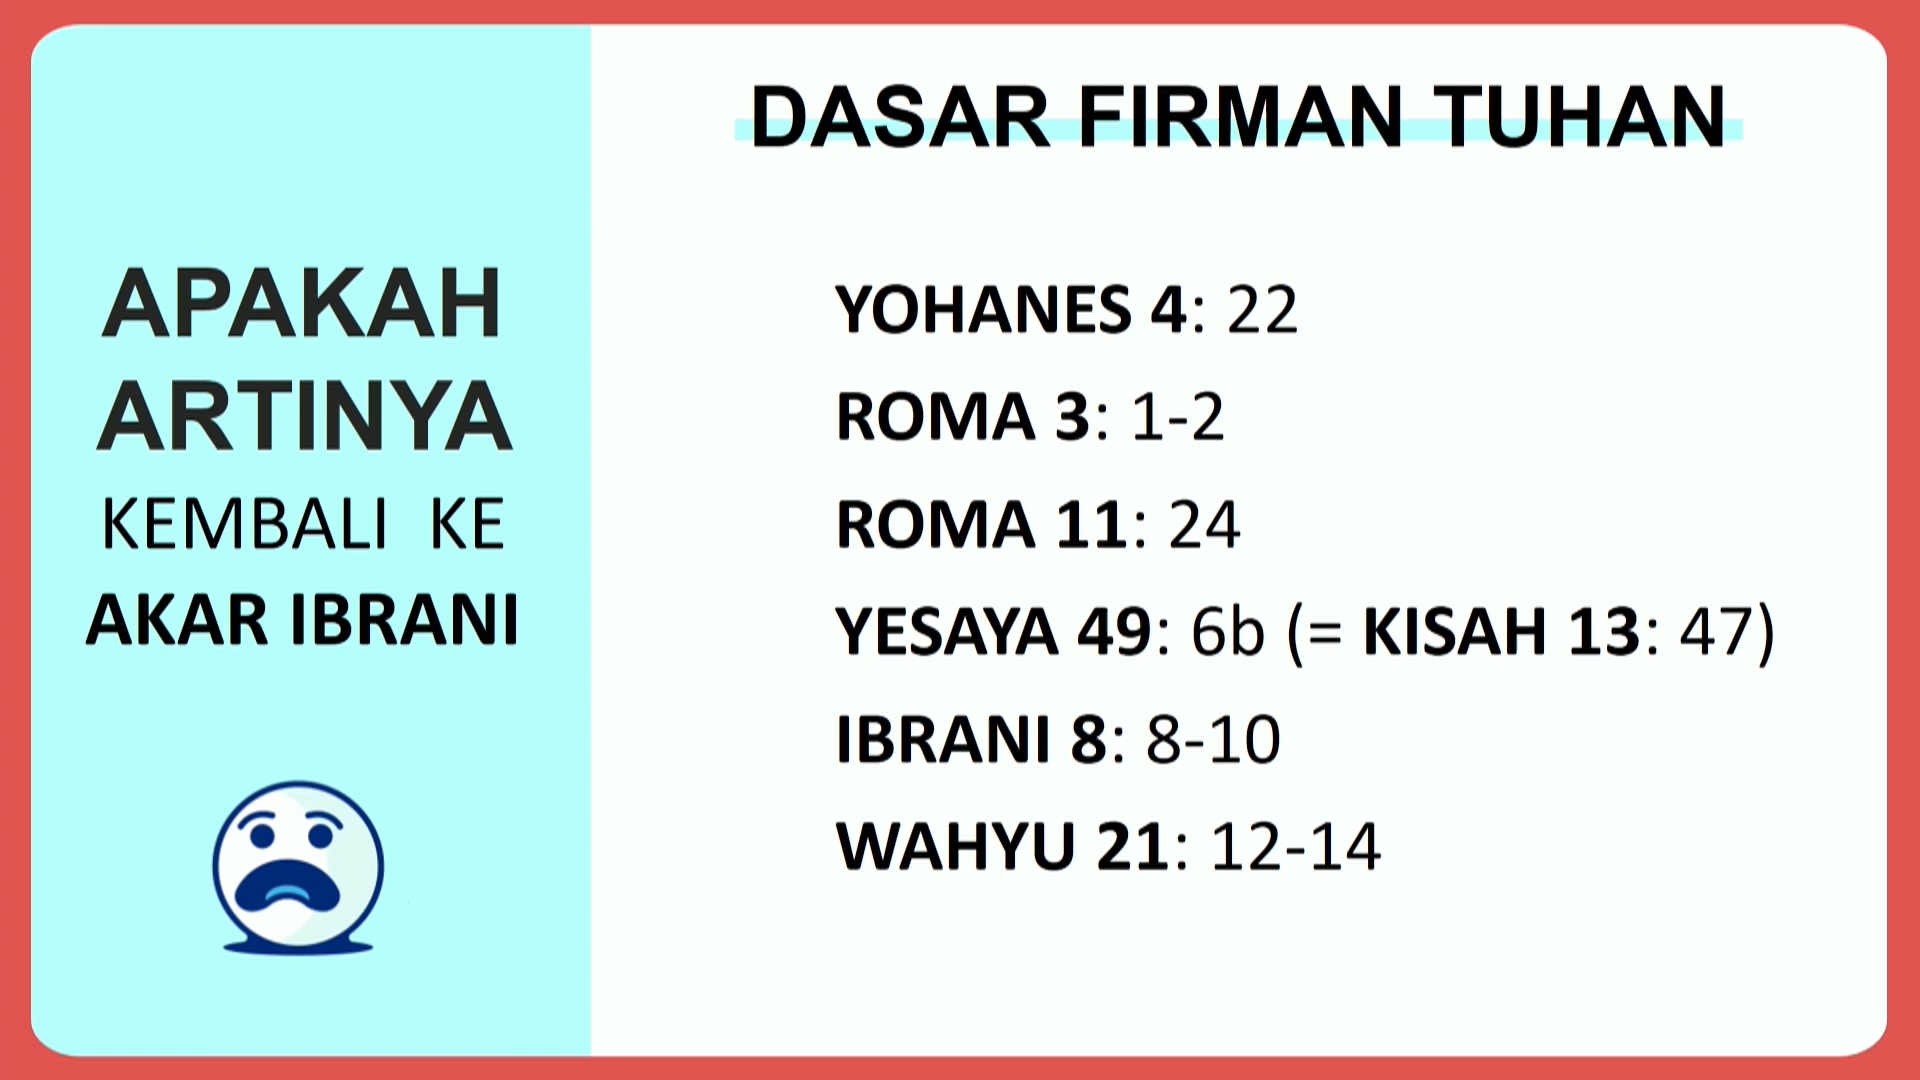 APAKAH
ARTINYA
KEMBALI KE
AKAR IBRANI
DASAR FIRMAN TUHAN
YOHANES 4: 22
ROMA 3: 1-2
ROMA 11: 24
YESAYA 49: 6b (= KISAH 13: 47)
IBRANI 8: 8-10
WAHYU 21: 12-14